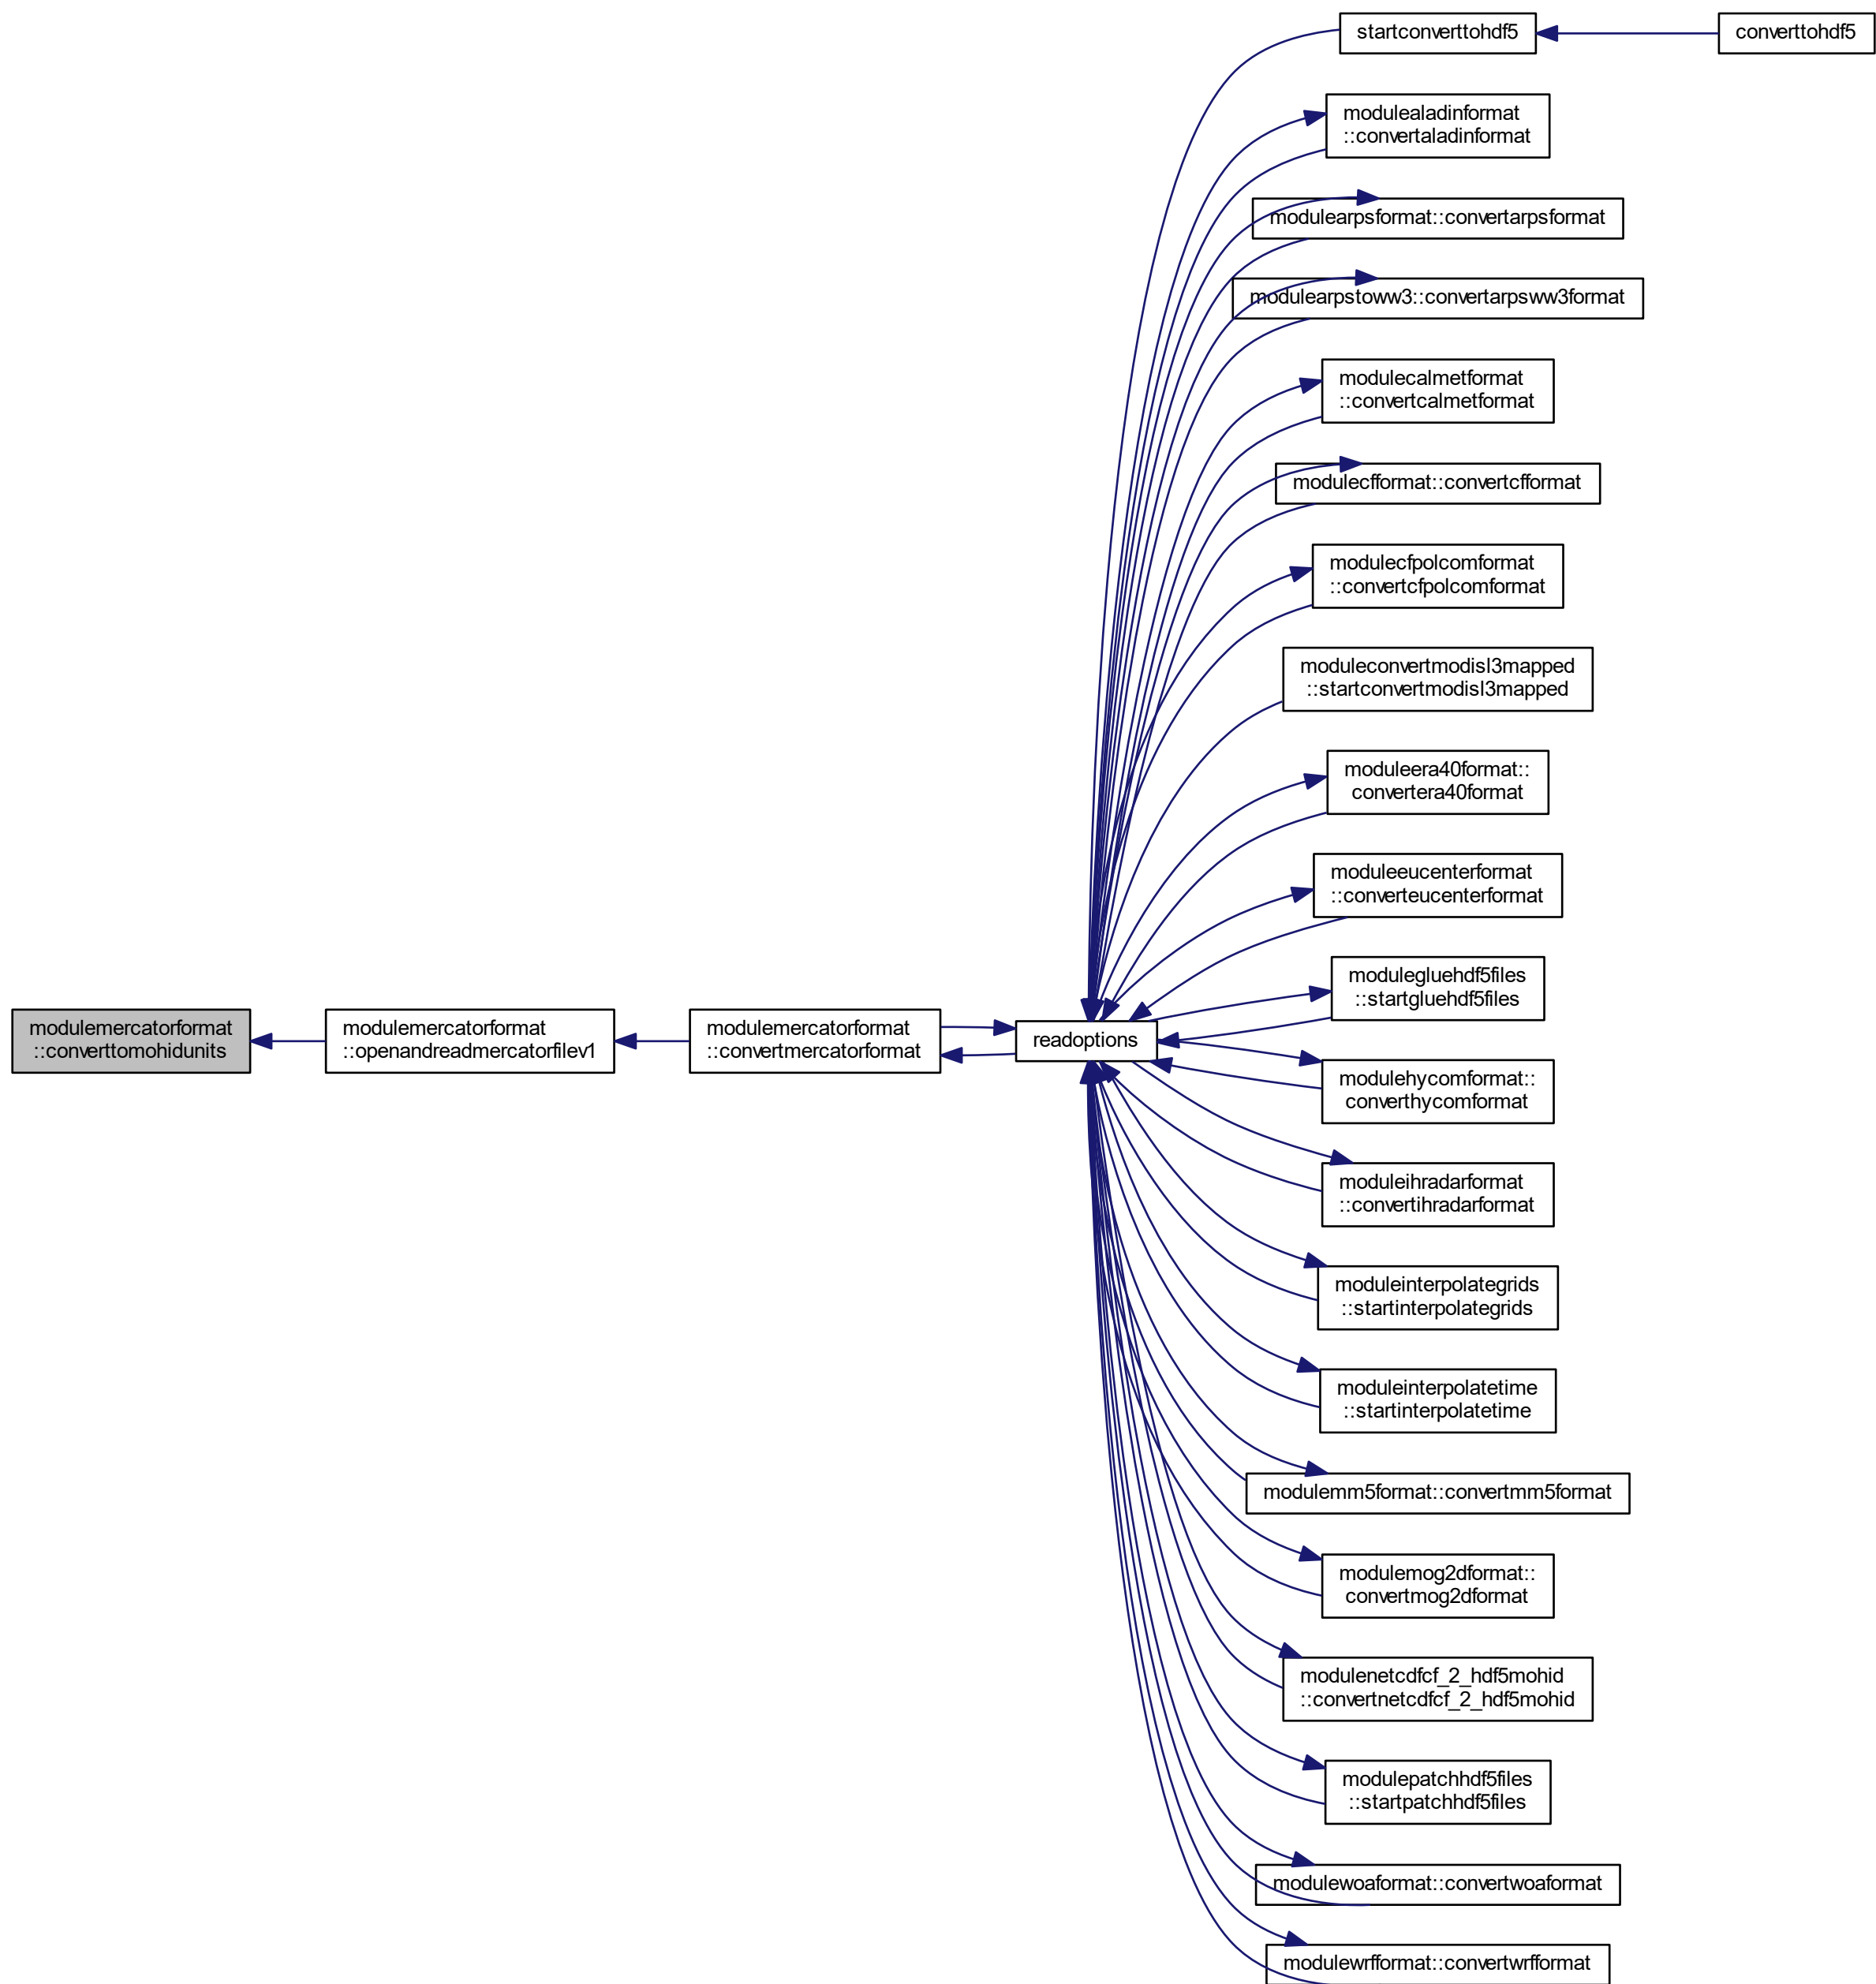 startconverttohdf5
converttohdf5
modulealadinformat
::convertaladinformat
modulearpsformat::convertarpsformat
modulearpstoww3::convertarpsww3format
modulecalmetformat
::convertcalmetformat
modulecfformat::convertcfformat
modulecfpolcomformat
::convertcfpolcomformat
moduleconvertmodisl3mapped
::startconvertmodisl3mapped
moduleera40format::
convertera40format
moduleeucenterformat
::converteucenterformat
modulegluehdf5files
::startgluehdf5files
modulemercatorformat
::converttomohidunits
modulemercatorformat
::openandreadmercatorfilev1
modulemercatorformat
::convertmercatorformat
readoptions
modulehycomformat::
converthycomformat
moduleihradarformat
::convertihradarformat
moduleinterpolategrids
::startinterpolategrids
moduleinterpolatetime
::startinterpolatetime
modulemm5format::convertmm5format
modulemog2dformat::
convertmog2dformat
modulenetcdfcf_2_hdf5mohid
::convertnetcdfcf_2_hdf5mohid
modulepatchhdf5files
::startpatchhdf5files
modulewoaformat::convertwoaformat
modulewrfformat::convertwrfformat